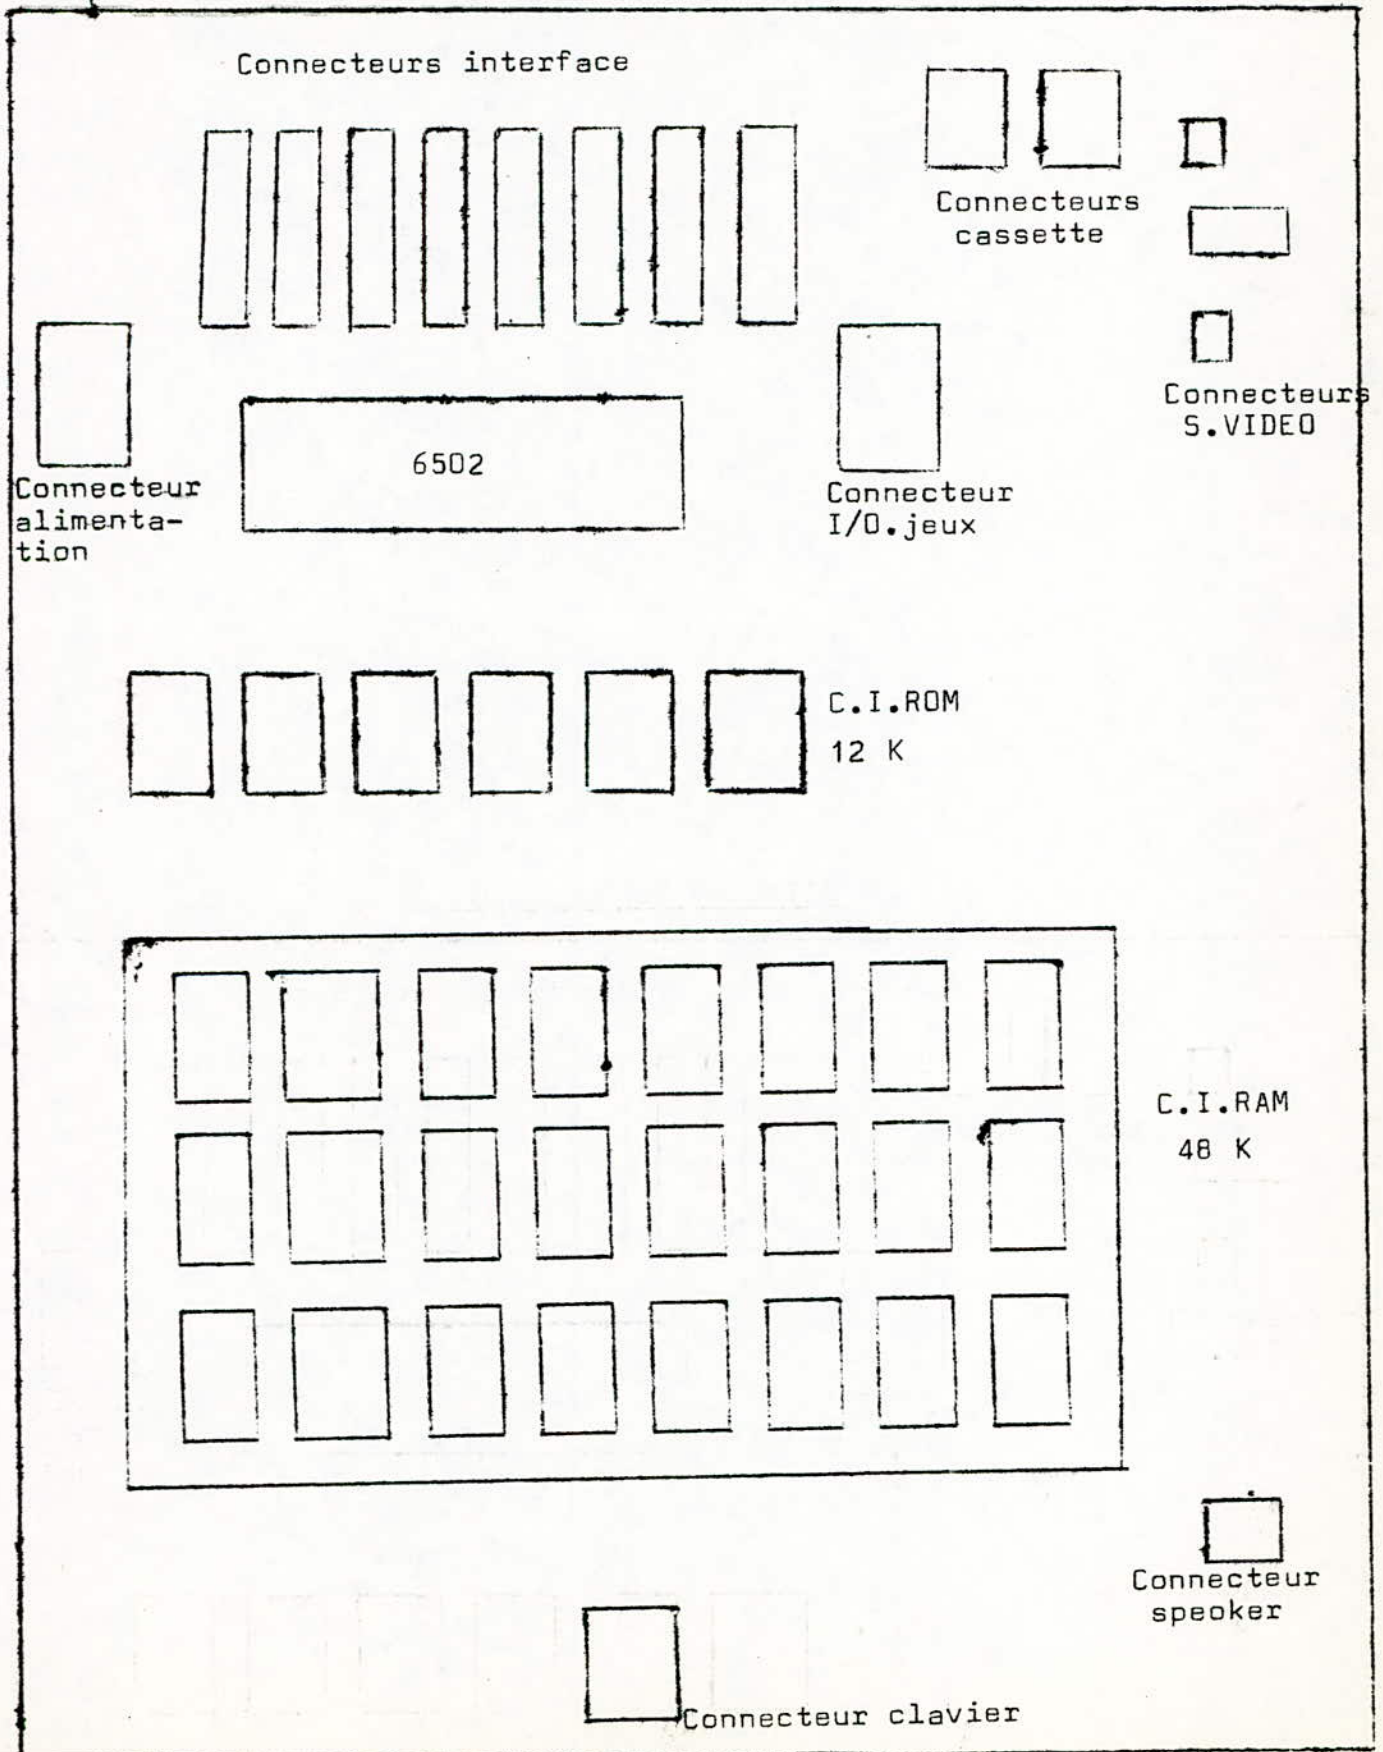 Connecteurs interface
Connecteurs
cassette
Connecteurs
S.VIDEO
6502
Connecteur
alimenta-
tion
Connecteur
I/O.jeux
C.I.ROM
12 K
C.I.RAM
48 K
Connecteur
speoker
Connecteur clavier